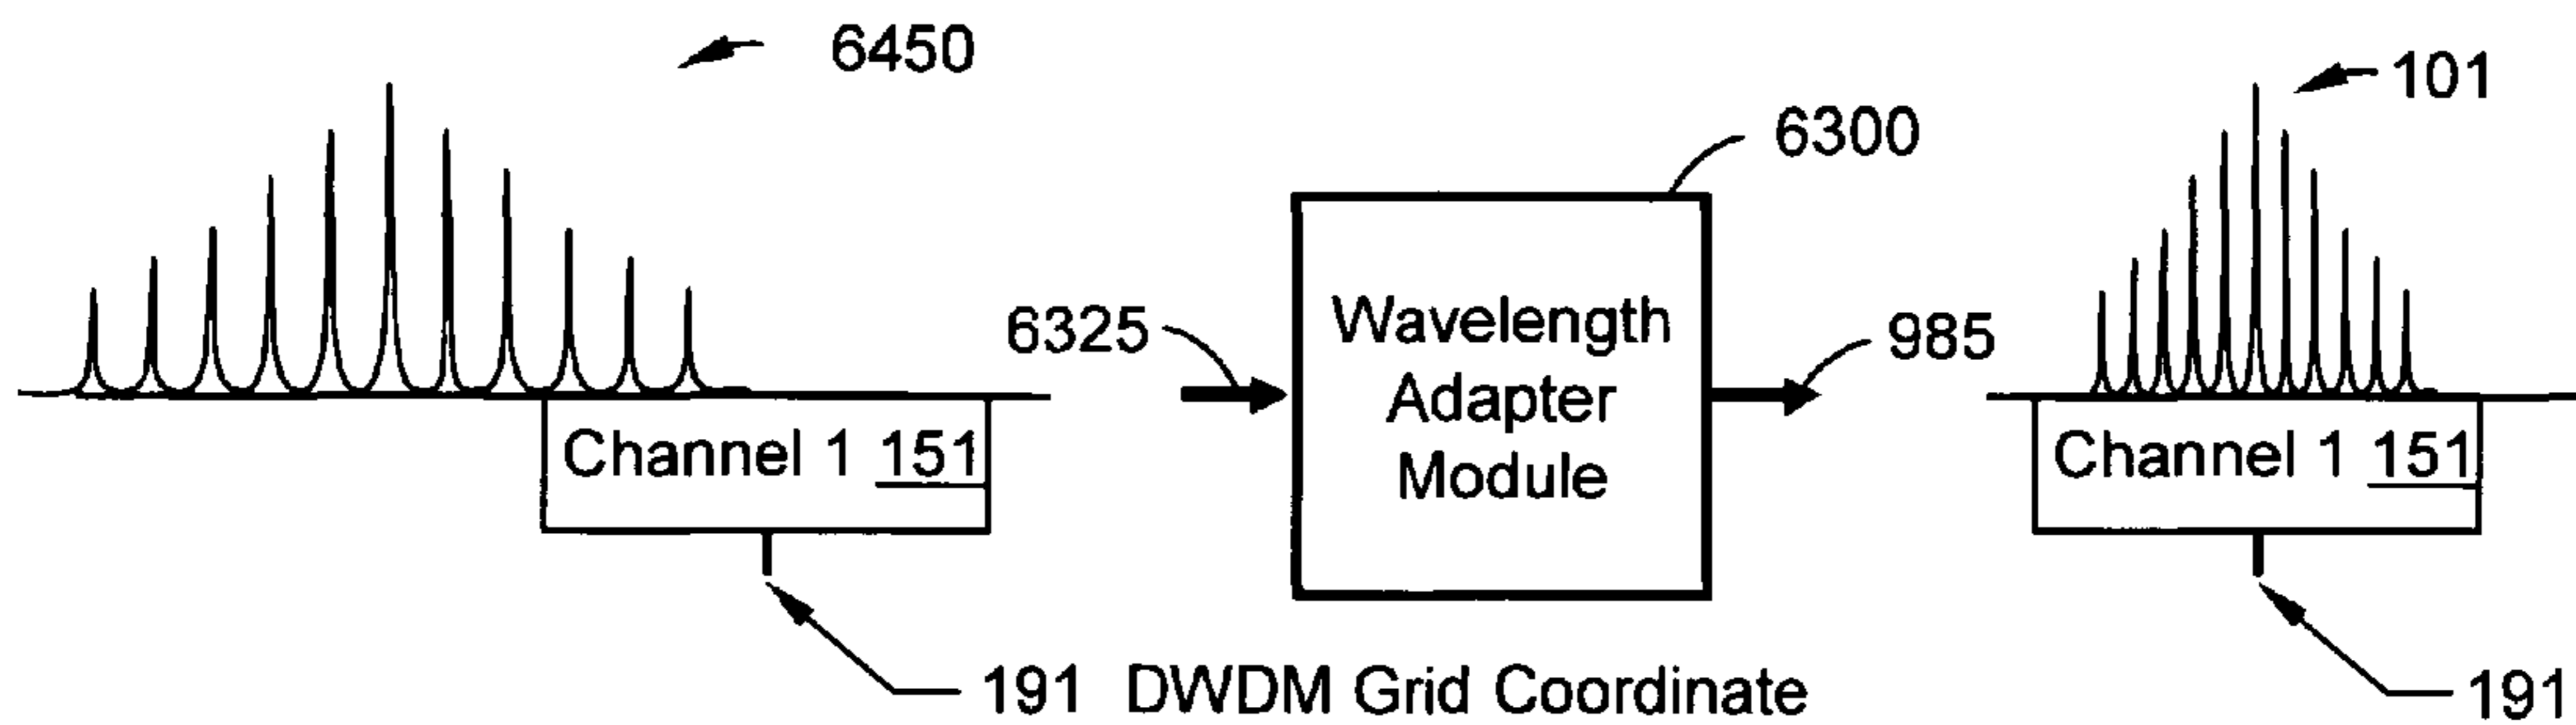 6450
101
6300
6325
Wavelength
Adapter
Module
985
Channel 1 151
Channel 1 151
191 DWDM Grid Coordinate
191